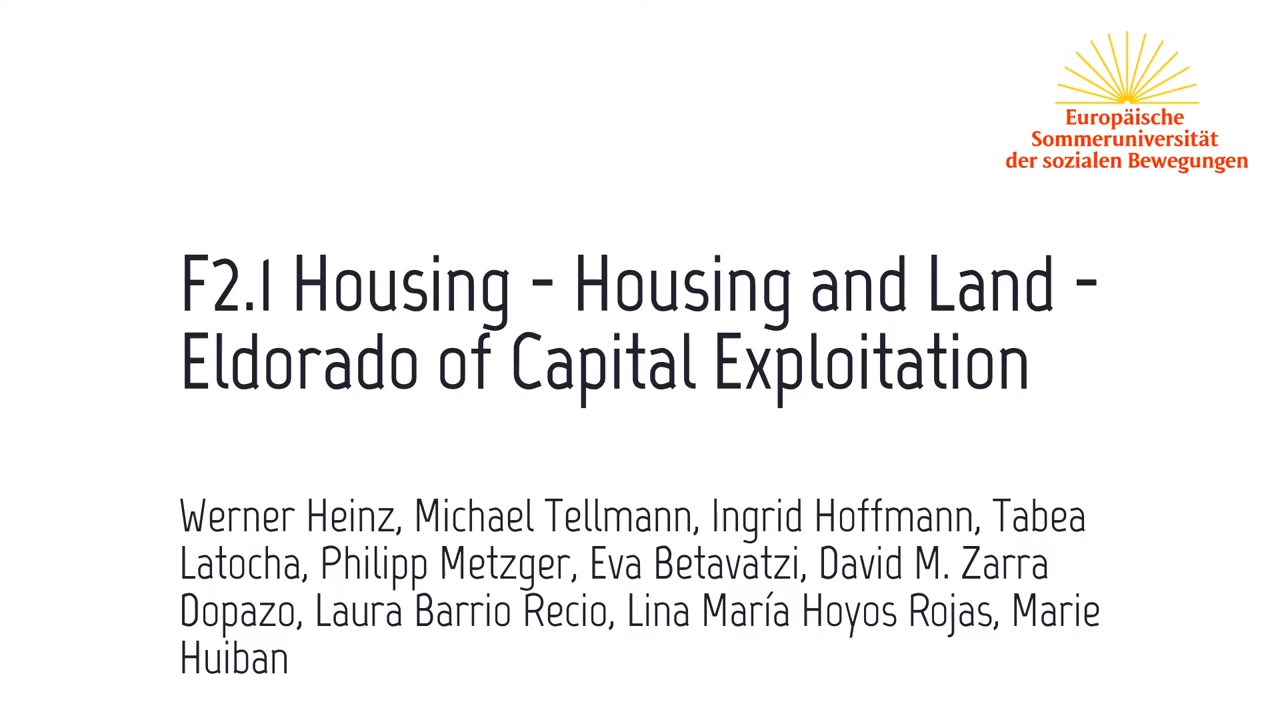 Europäische
Sommeruniversität
der sozialen Bewegungen
F2.1 Housing - Housing and Land -
Eldorado of Capital Exploitation
Werner Heinz, Michael Tellmann, Ingrid Hoffmann, Tabea
Latocha, Philipp Metzger, Eva Betavatzi, David M. Zarra
Dopazo, Laura Barrio Recio, Lina María Hoyos Rojas, Marie
Huiban